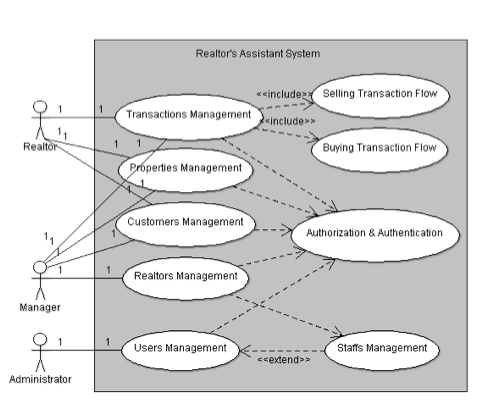 Realtor's Assistant System
Selling Transaction Flow
<<include>>
1
1
Transactions Management
<<include>>
Realtor
1
1
1
1
Buying Transaction Flow
Properties Management
1
1
Customers Management
1
1
1
1
Authorization & Authentication
1
1
Realtors Management
Manager
1
1
Users Management
Staffs Management
<<extend>>
Administrator